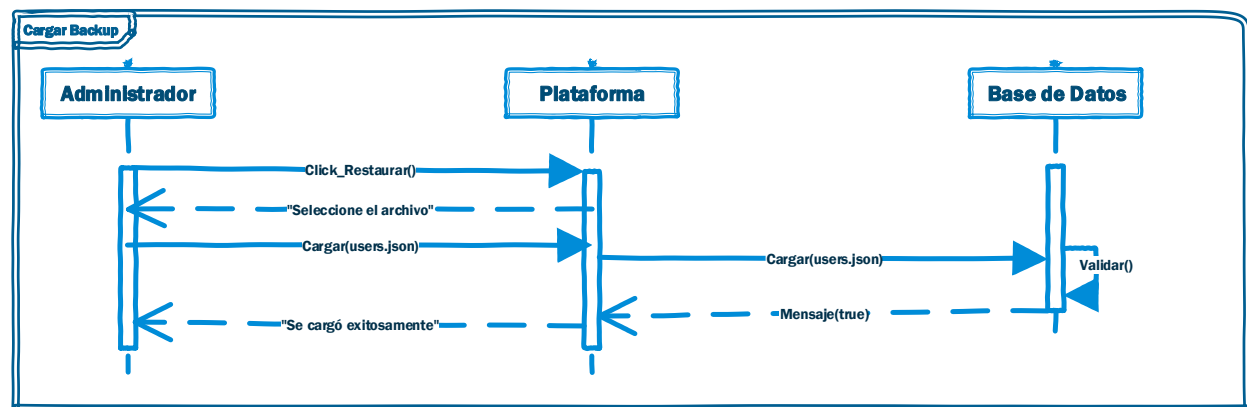 Cargar Backup
Administrador
Plataforma
Base de Datos
Click_Restaurar()
"Seleccione el archivo"
Cargar(users.json)
Cargar(users.json)
Validar()
Mensaje(true)
"Se cargó exitosamente"